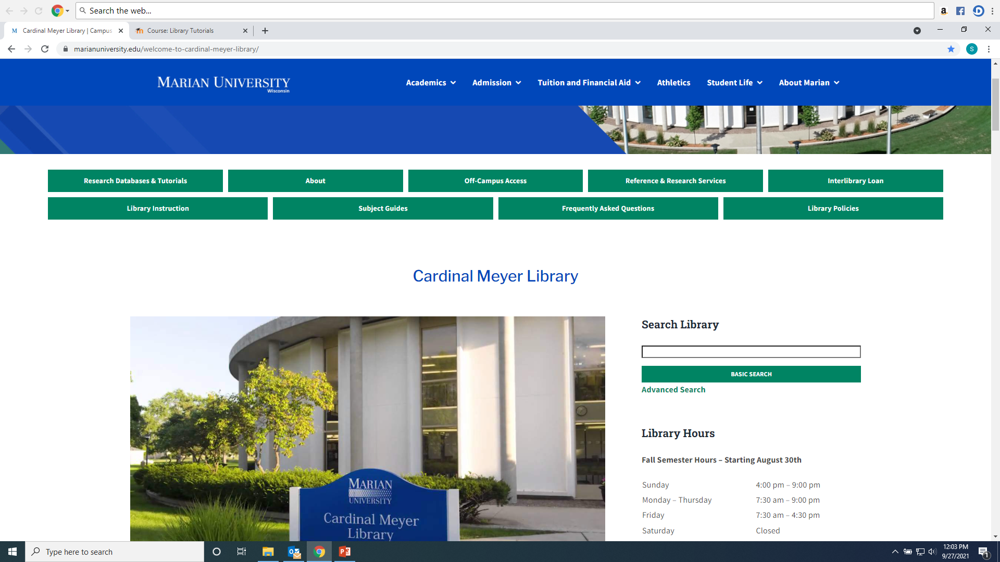 Search the web...
a
D
M Cardinal Meyer Library | Campus
Course: Library Tutorials
marianuniversity.edu/welcome-to-cardinal-meyer-library/
S
MARIAN UNIVERSITY
Wisconsin
Academics
Admission
Tuition and Financial Aid
Athletics
Student Life
About Marian
Research Databases & Tutorials
About
Off-Campus Access
Reference & Research Services
Interlibrary Loan
Library Instruction
Subject Guides
Frequently Asked Questions
Library Policies
Cardinal Meyer Library
MARIAN
UNIVERSITY
Cardinal Meyer
Library
Search Library
BASIC SEARCH
Advanced Search
Library Hours
Fall Semester Hours – Starting August 30th
Sunday 4:00 pm – 9:00 pm
Monday – Thursday 7:30 am – 9:00 pm
Friday 7:30 am – 4:30 pm
Saturday Closed
Type here to search
12:03 PM
9/27/2021
1